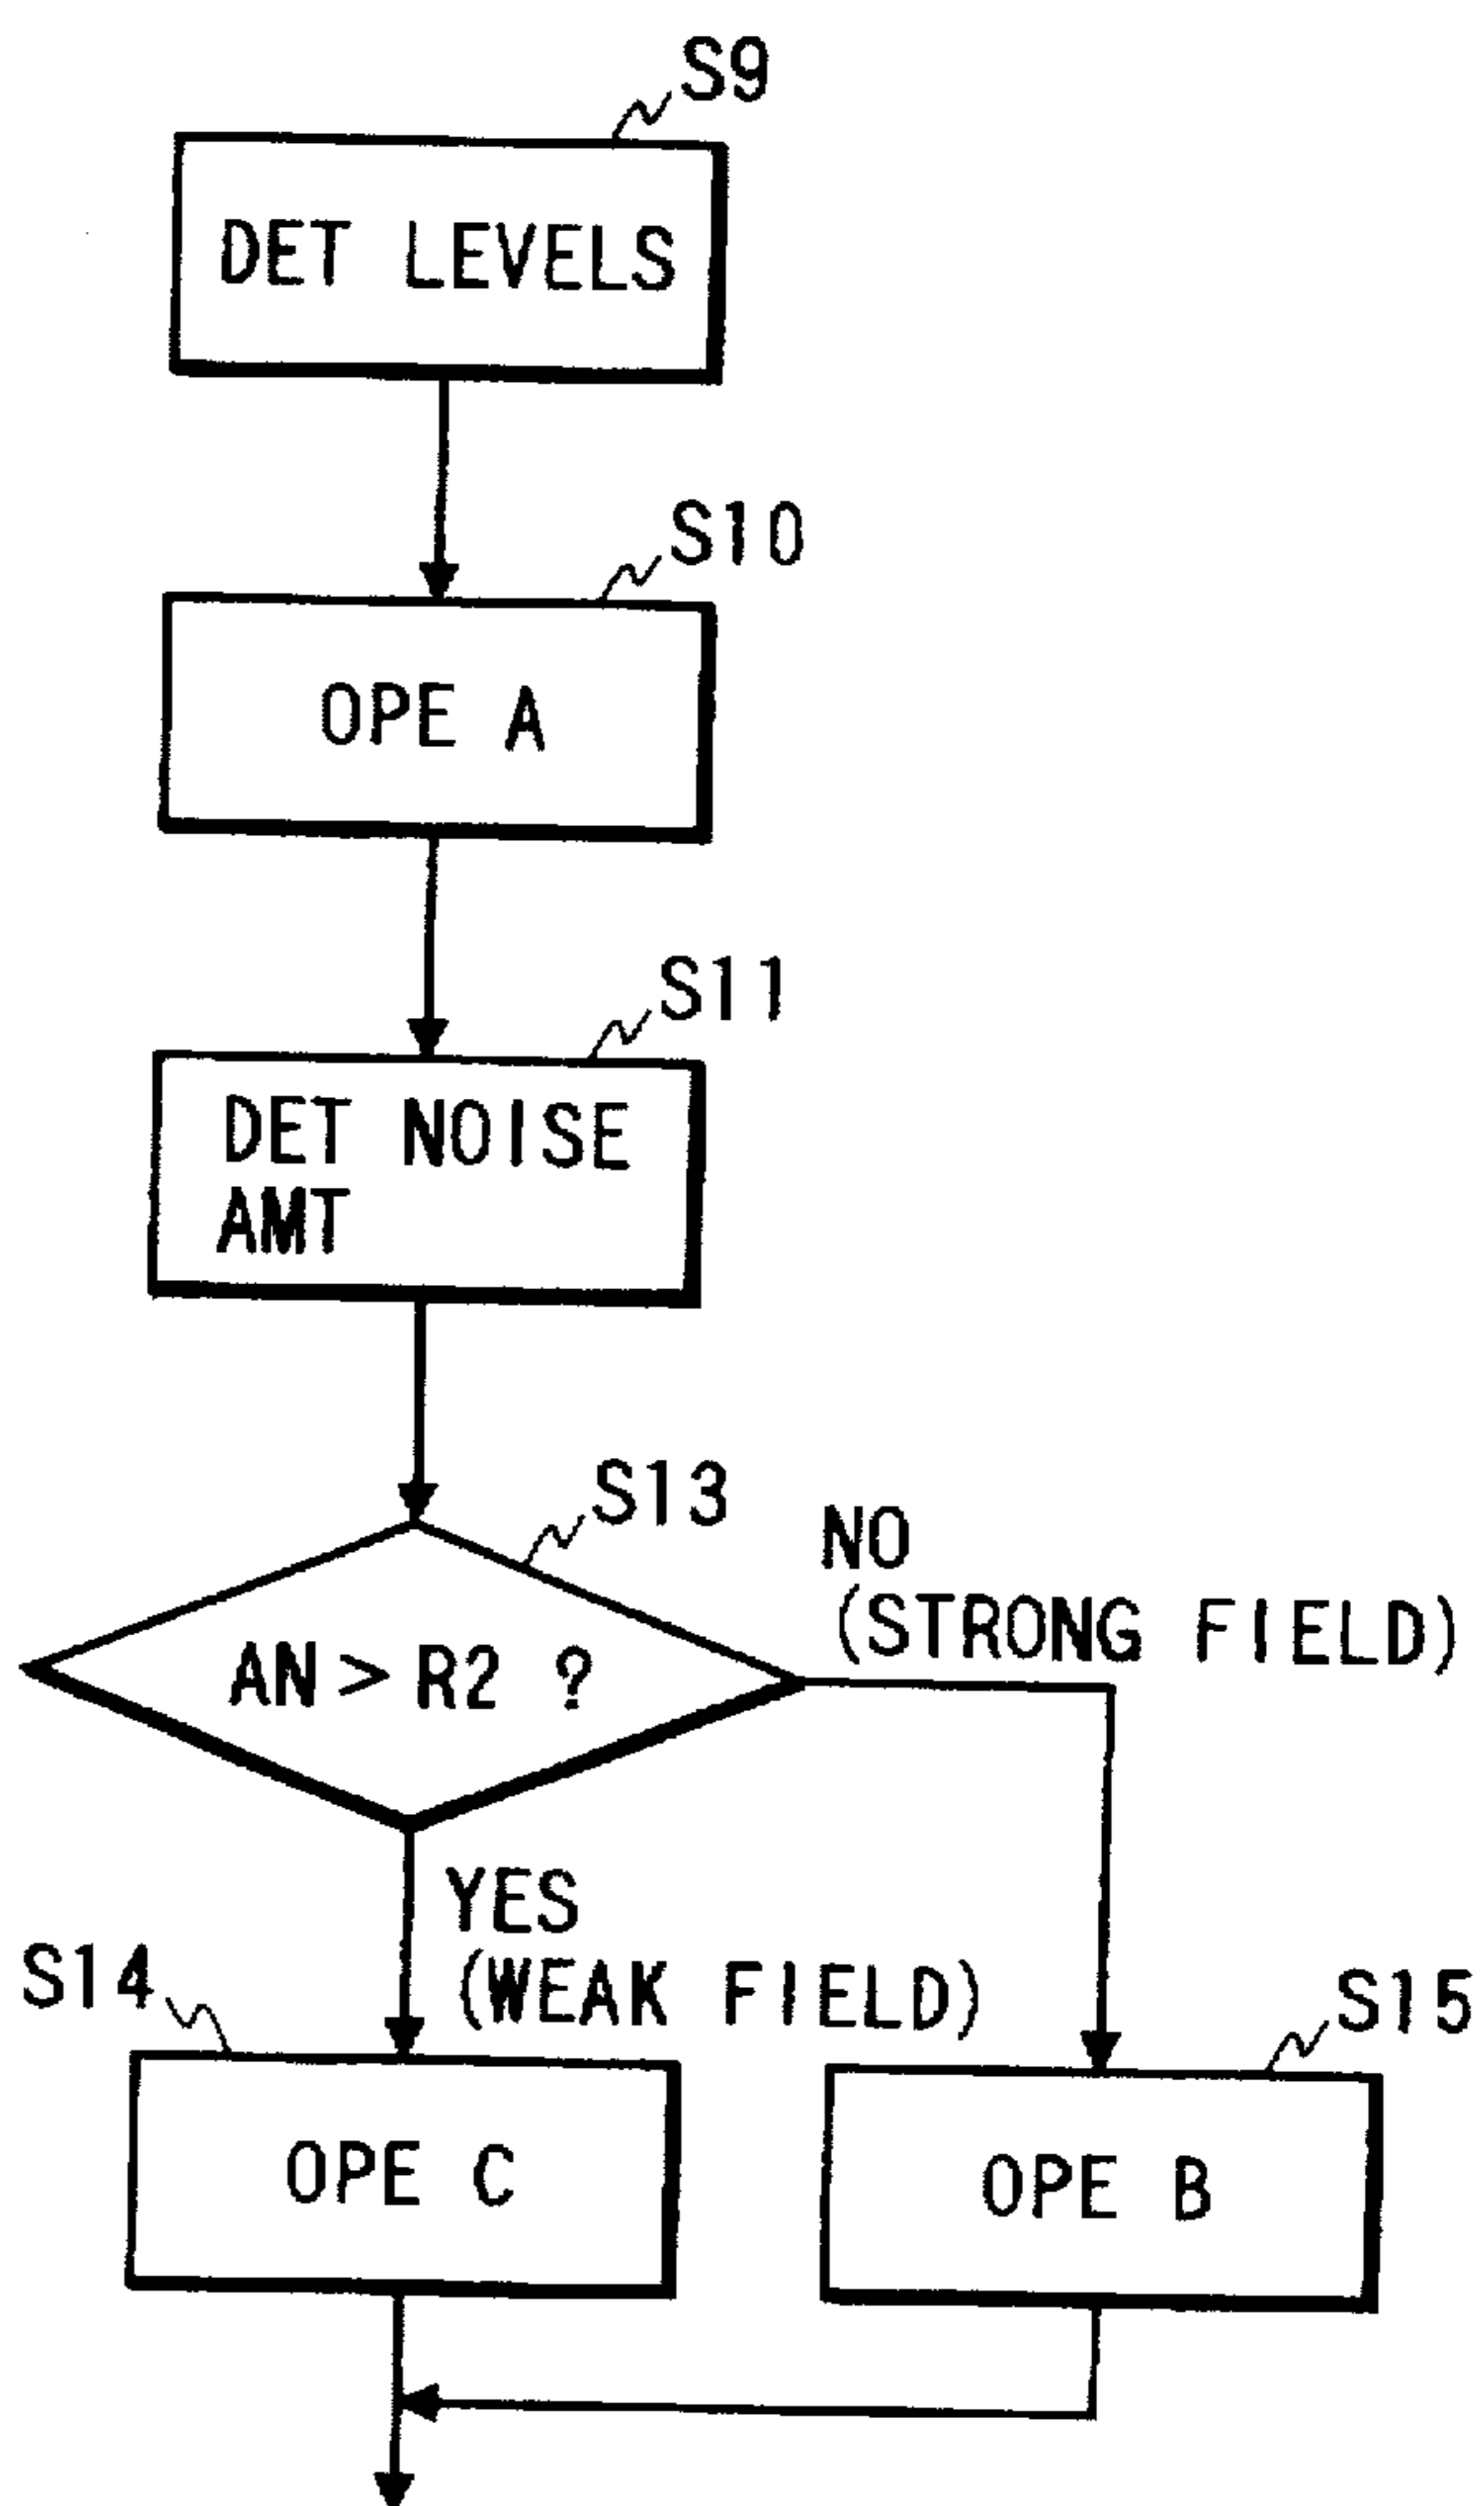 S9
DET LEVELS
S10
OPE A
S11
DET NOISE
AMT
S13
AN > R2 ?
NO
(STRONG FIELD)
YES
(WEAK FIELD)
S14
OPE C
S15
OPE B